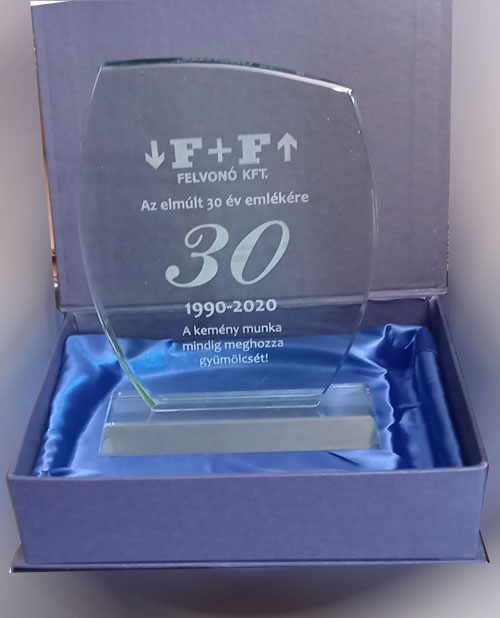 ↓F+F↑
FELVONÓ KFT.
Az elmúlt 30 év emlékére
30
1990-2020
A kemény munka
mindig meghozza
gyümölcsét!